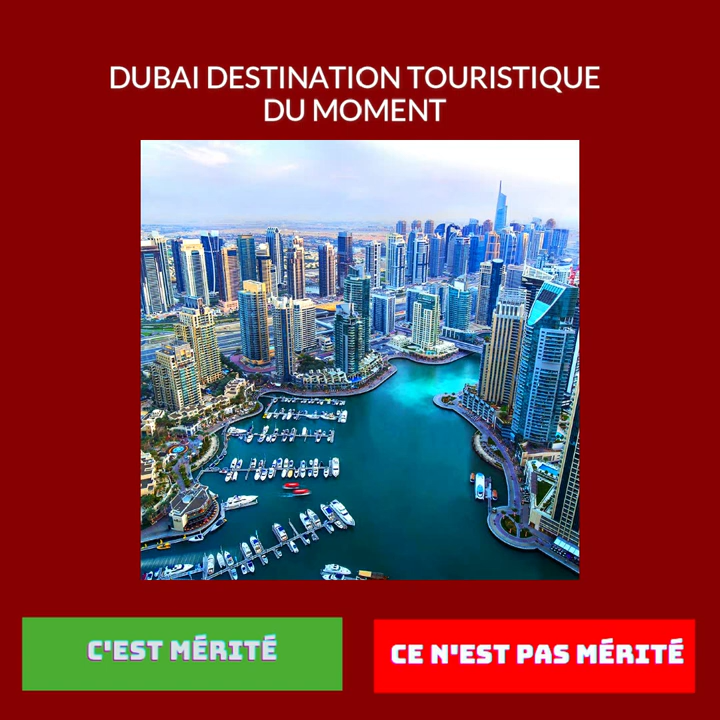 DUBAI DESTINATION TOURISTIQUE
DU MOMENT
C'EST MÉRITÉ
CE N'EST PAS MÉRITÉ